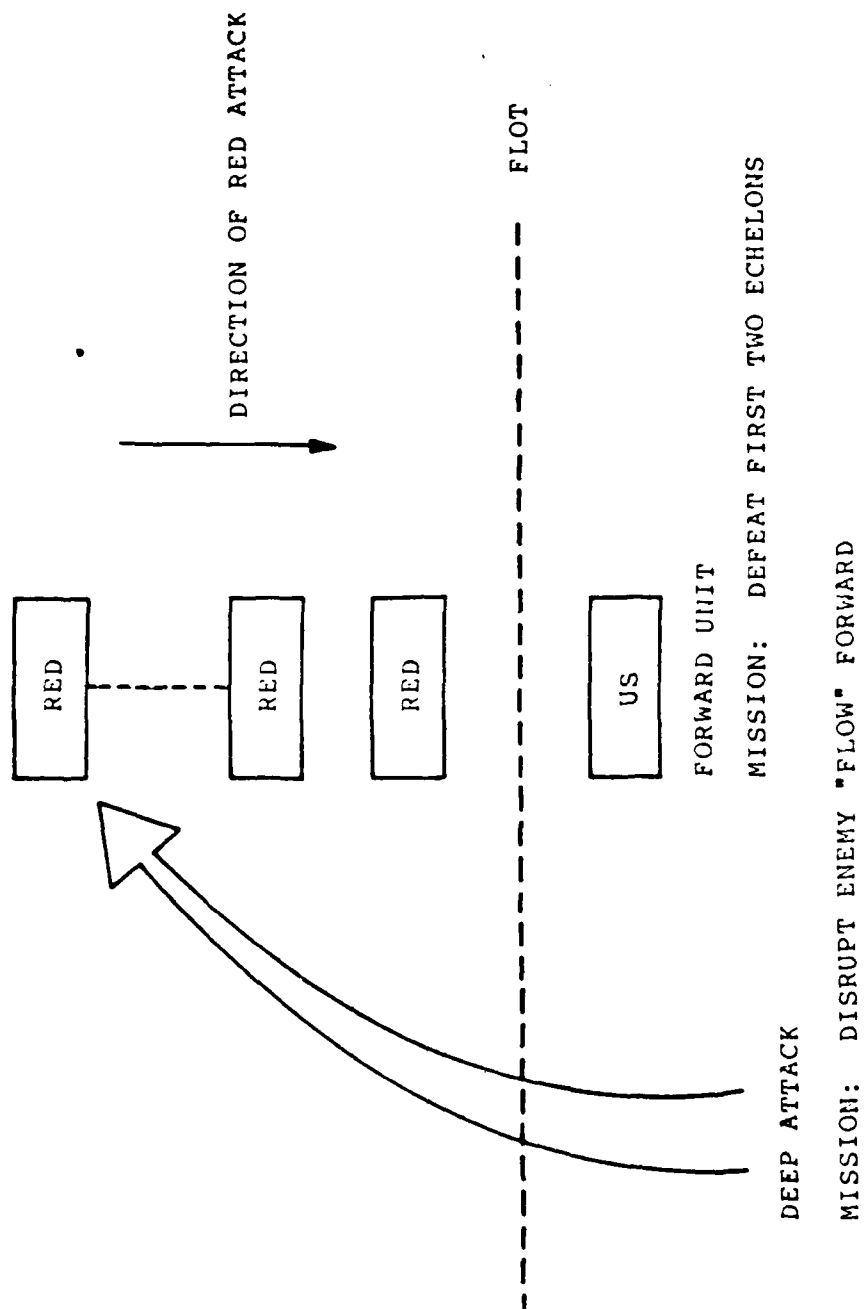 RED
DIRECTION OF RED ATTACK
RED
RED
FLOT
US
FORWARD UNIT
MISSION: DEFEAT FIRST TWO ECHELONS
DEEP ATTACK
MISSION: DISRUPT ENEMY "FLOW" FORWARD